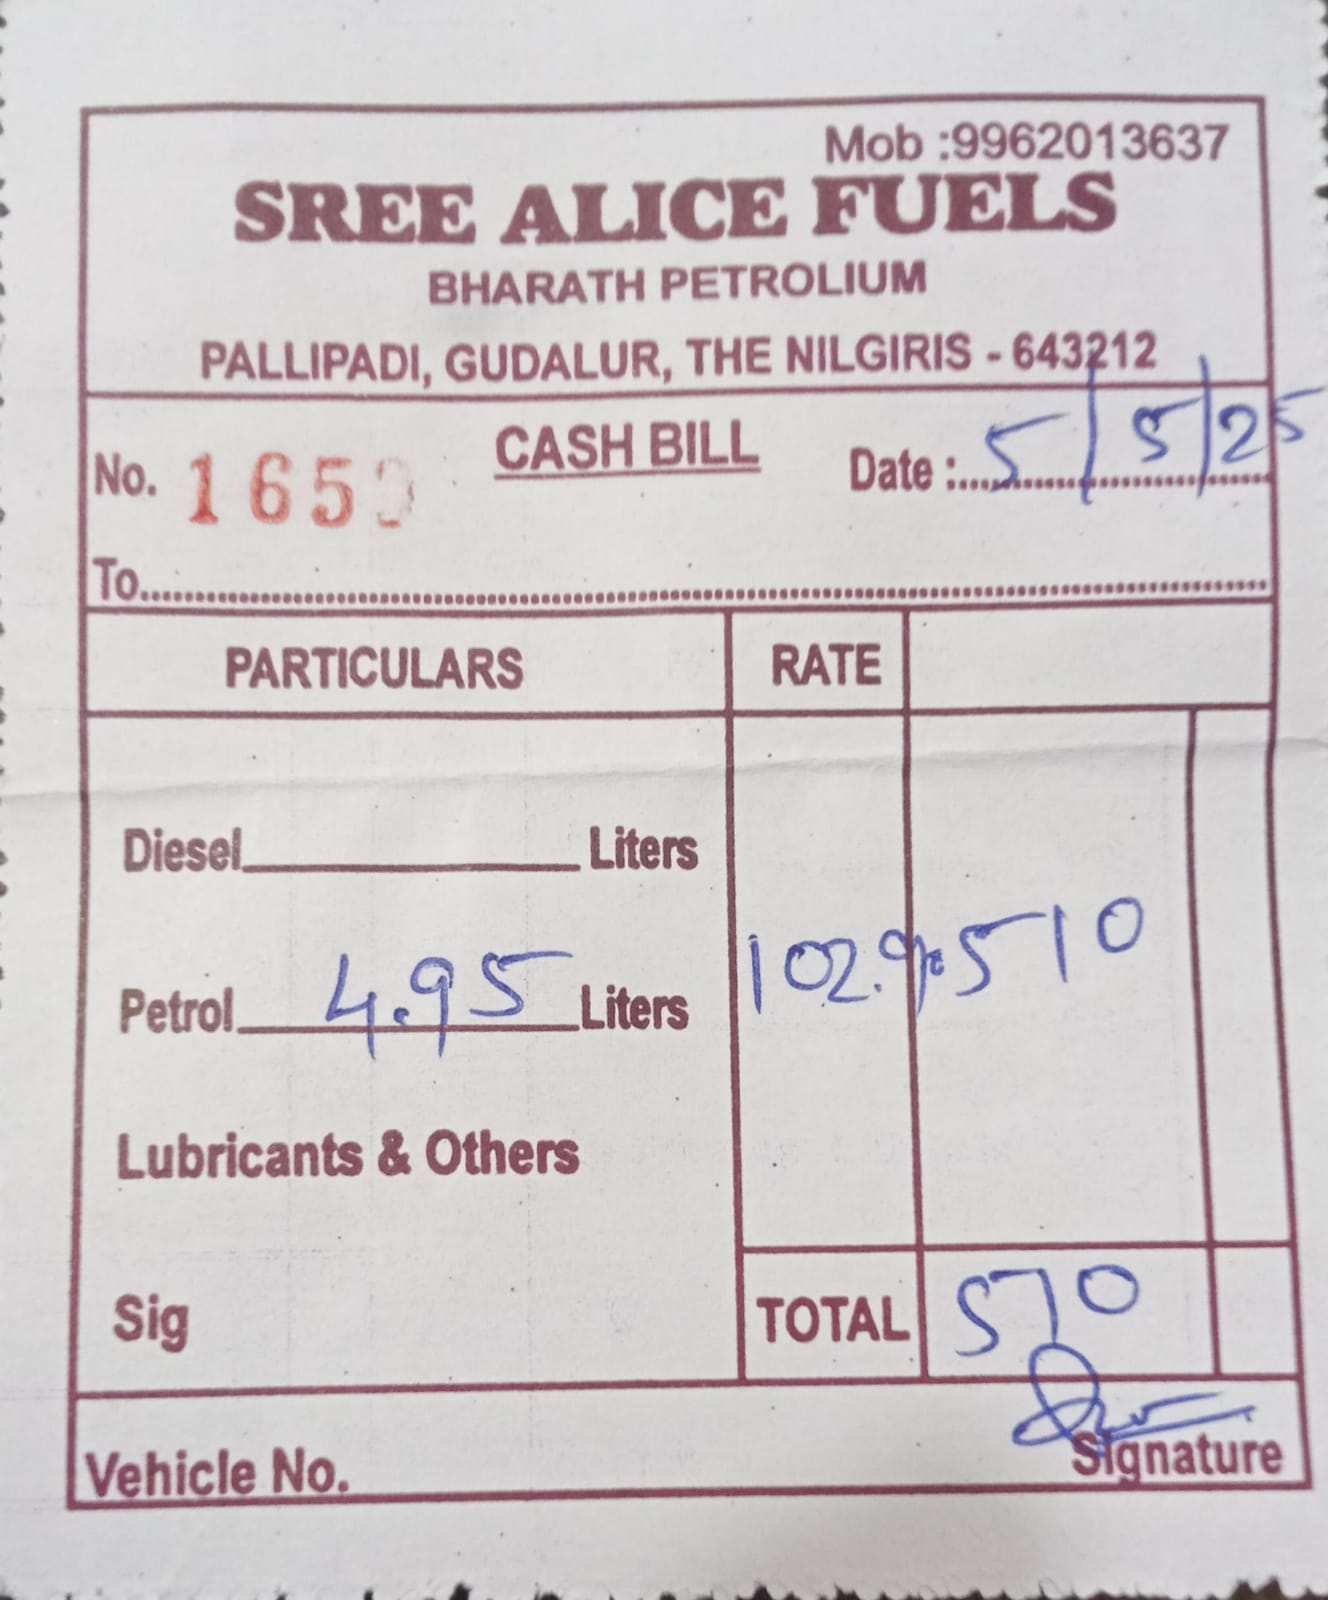 Mob :9962013637
SREE ALICE FUELS
BHARATH PETROLIUM
PALLIPADI, GUDALUR, THE NILGIRIS - 643212
No. 165 CASH BILL Date : 5/5/25
To
PARTICULARS RATE
Diesel Liters
Petrol 4.95 Liters 510
Lubricants & Others
Sig TOTAL 510
Vehicle No. Signature